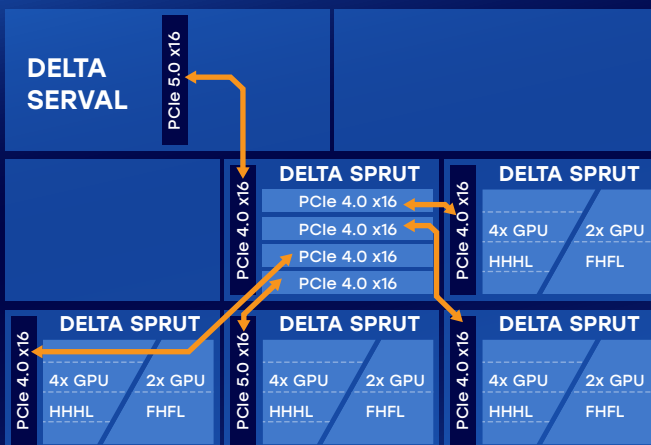 DELTA
SERVAL
PCIe 5.0 x16
PCIe 4.0 x16
DELTA SPRUT
PCIe 4.0 x16
PCIe 4.0 x16
PCIe 4.0 x16
PCIe 4.0 x16
PCIe 4.0 x16
DELTA SPRUT
4x GPU
2x GPU
HHHL
FHFL
PCIe 4.0 x16
DELTA SPRUT
4x GPU
2x GPU
HHHL
FHFL
PCIe 5.0 x16
DELTA SPRUT
4x GPU
2x GPU
HHHL
FHFL
PCIe 4.0 x16
DELTA SPRUT
4x GPU
2x GPU
HHHL
FHFL